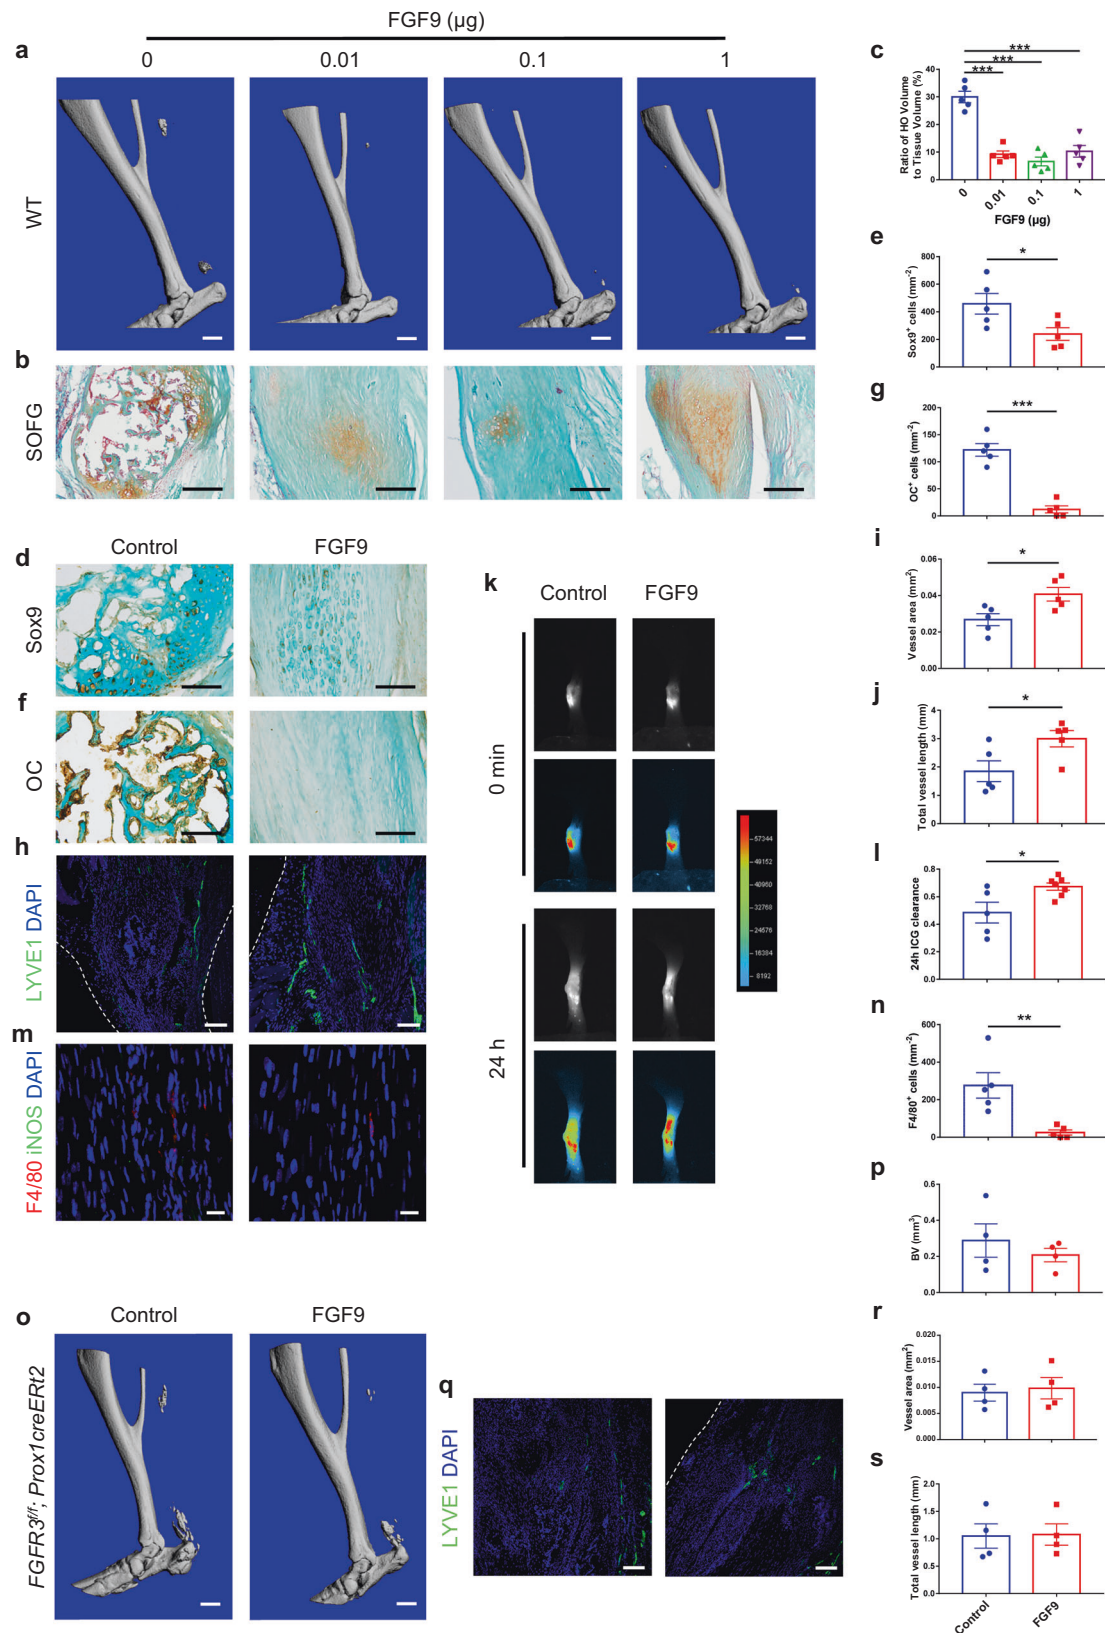 FGF9 (µg)
a
0
0.01
0.1
1
WT
b
SOFG
c
***
***
***
Ratio of HO Volume
to Tissue Volume (%)
40
30
20
10
0
0
0.01
0.1
1
FGF9 (µg)
e
*
Sox9+ cells (mm-2)
800
600
400
200
0
g
***
OC+ cells (mm-2)
200
150
100
50
0
i
*
Vessel area (mm2)
0.06
0.04
0.02
0.00
j
*
Total vessel length (mm)
4
3
2
1
0
l
*
24h ICG clearance
0.8
0.6
0.4
0.2
0.0
n
**
F4/80+ cells (mm-2)
600
400
200
0
p
BV (mm3)
0.6
0.4
0.2
0.0
r
Vessel area (mm2)
0.020
0.015
0.010
0.005
0.000
s
Total vessel length (mm)
2.0
1.5
1.0
0.5
0.0
Control
FGF9
Control
FGF9
d
Sox9
f
OC
h
LYVE1 DAPI
m
F4/80 iNOS DAPI
k
Control
FGF9
0 min
24 h
57344
49152
40960
32768
24576
16384
8192
o
Control
FGF9
FGFR3f/f; Prox1creERt2
q
LYVE1 DAPI